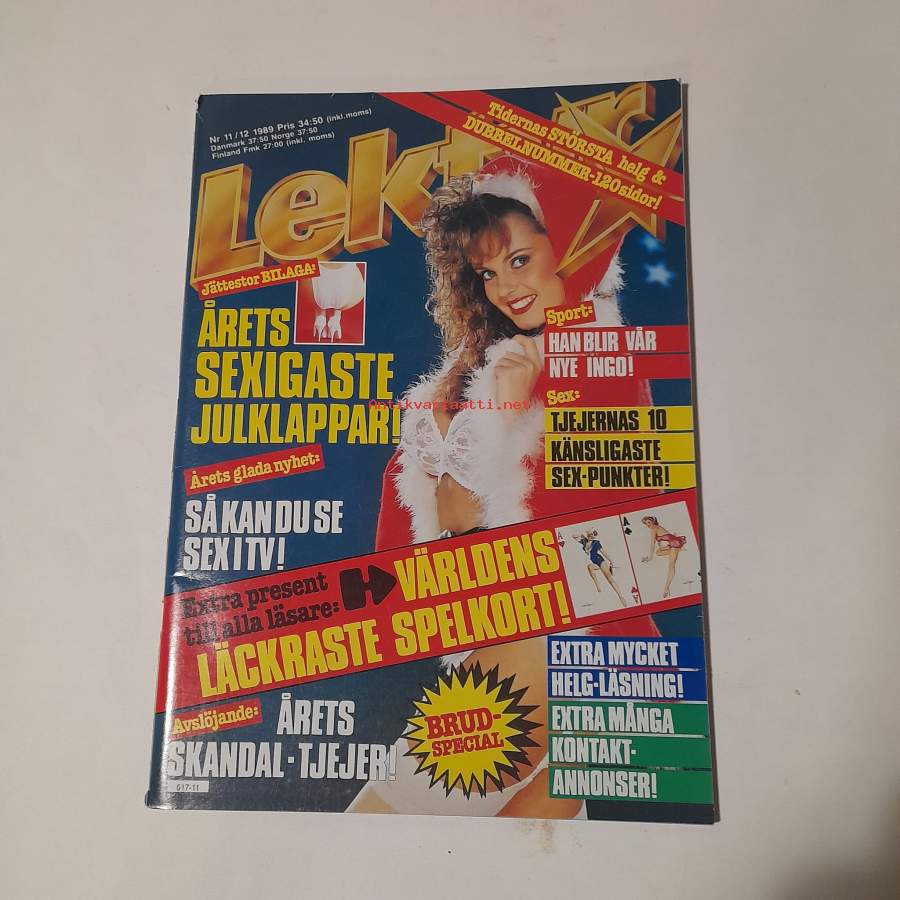 Nr 11/12 1989 Pris 34:50 (inkl.moms)
Danmark 37:50 Norge 37:50
Finland Fmk 27:00 (inkl. moms)
Lektyr
Tidernas STÖRSTA helg &
DUBBELNUMMER-120 sidor!
Jättestor BILAGA:
ÅRETS
SEXIGASTE
JULKLAPPAR!
Antikvariaatti.net
Årets glada nyhet:
SÅ KAN DU SE
SEX I TV!
Sport:
HAN BLIR VÅR
NYE INGO!
Sex:
TJEJERNAS 10
KÄNSLIGASTE
SEX-PUNKTER!
Extra present
till alla läsare:
VÄRLDENS
LÄCKRASTE SPELKORT!
A
A
A
Avslöjande:
ÅRETS
SKANDAL-TJEJER!
BRUD-
SPECIAL
EXTRA MYCKET
HELG-LÄSNING!
EXTRA MÅNGA
KONTAKT-
ANNONSER!
017-11